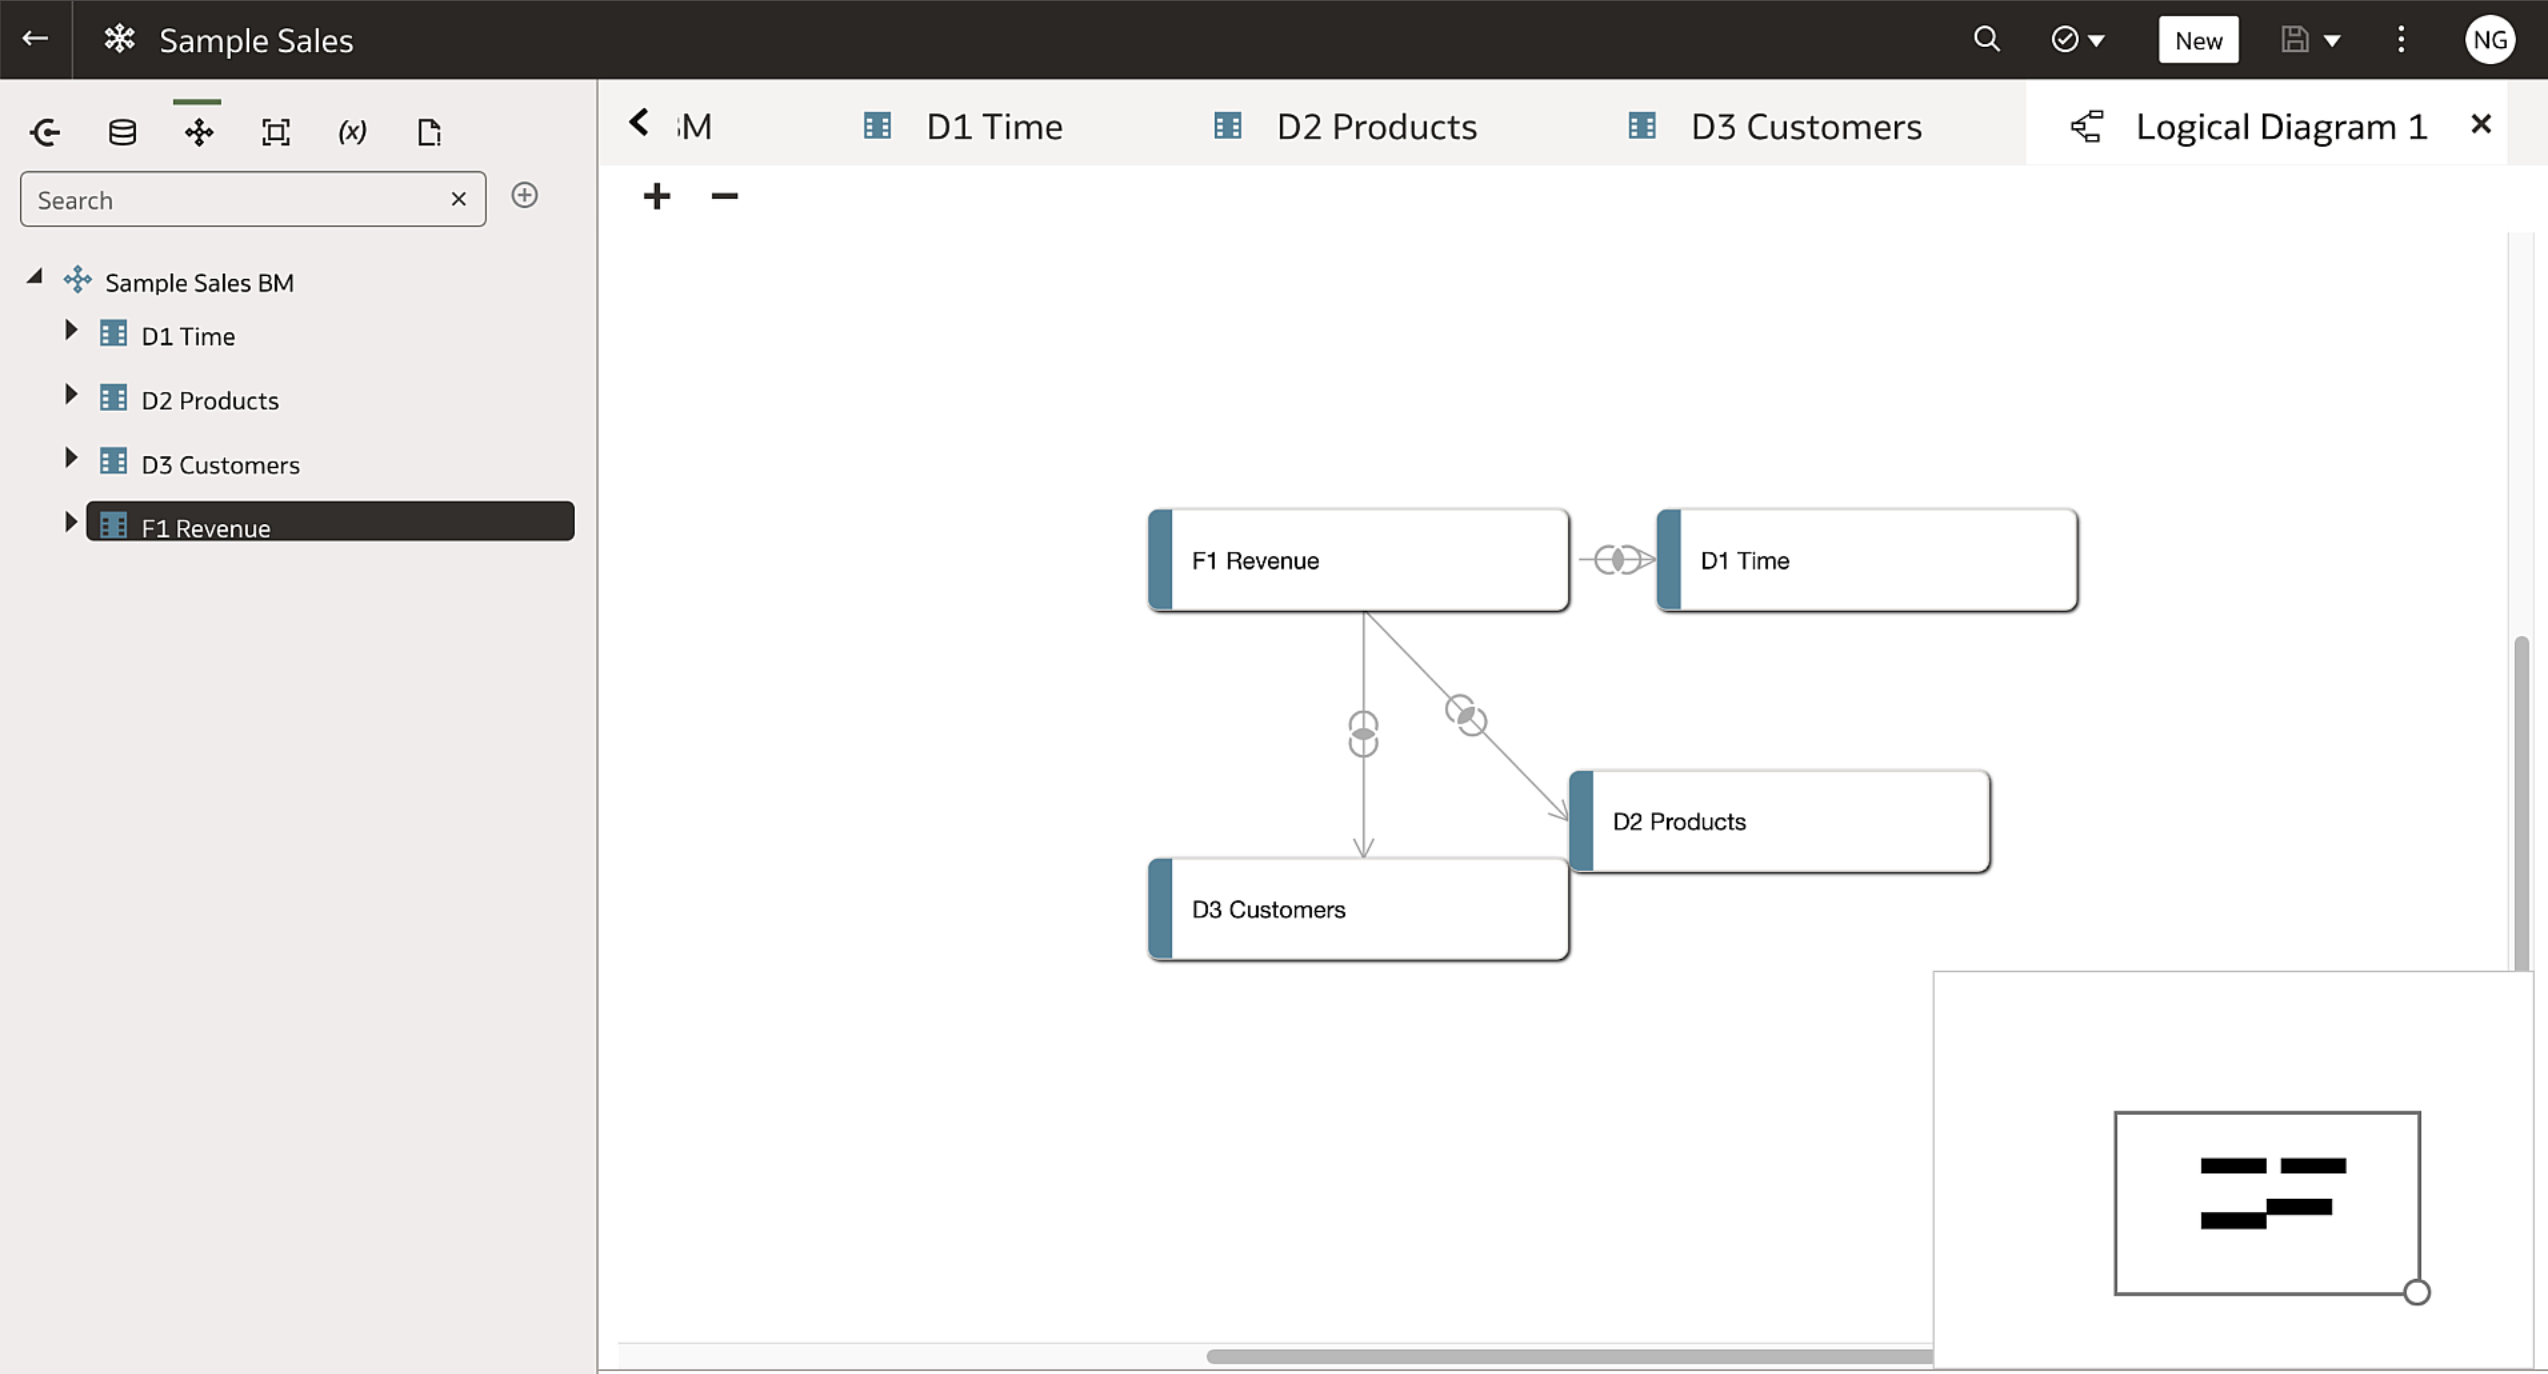 Sample Sales
New
NG
Search
Sample Sales BM
D1 Time
D2 Products
D3 Customers
F1 Revenue
D1 Time
D2 Products
D3 Customers
Logical Diagram 1
F1 Revenue
D1 Time
D2 Products
D3 Customers